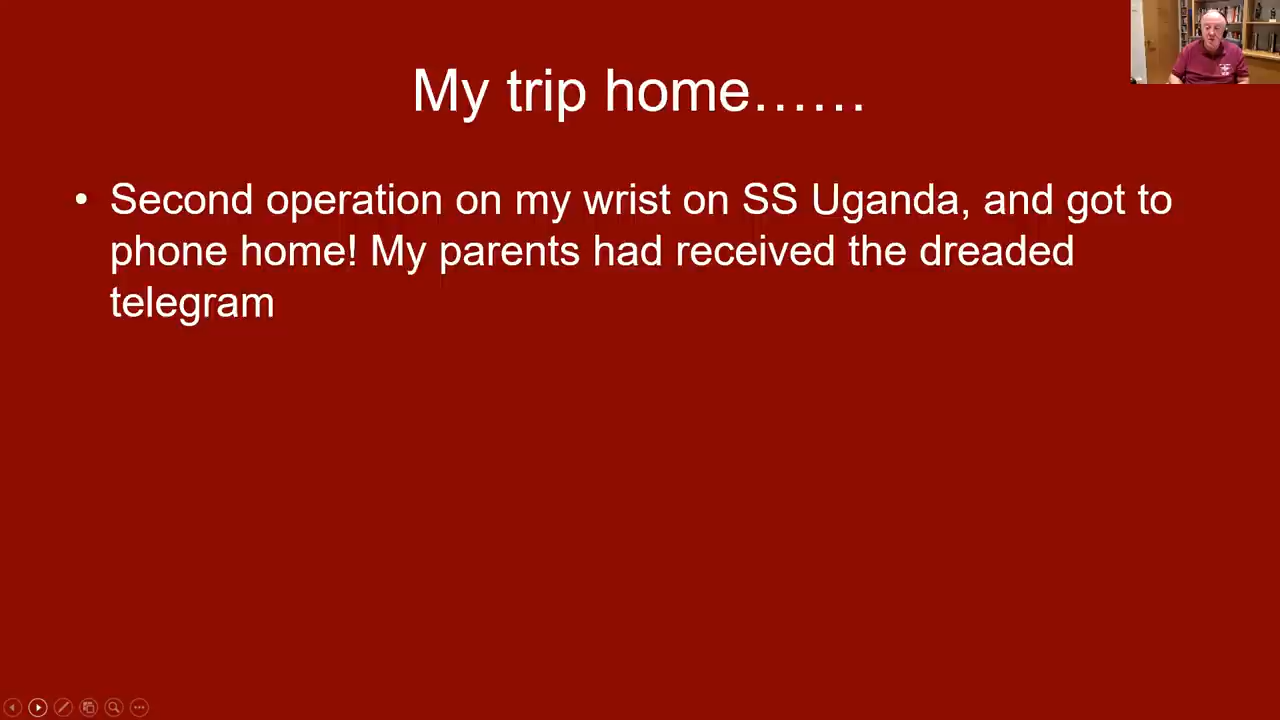 My trip home……
• Second operation on my wrist on SS Uganda, and got to
phone home! My parents had received the dreaded
telegram